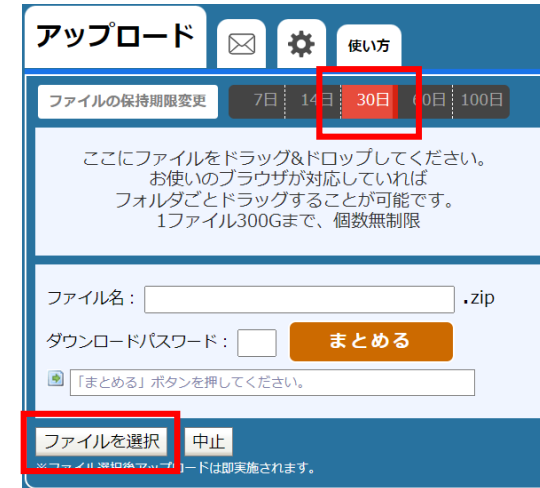 アップロード 使い方
ファイルの保持期限変更 7日 14日 30日 60日 100日
ここにファイルをドラッグ&ドロップしてください。
お使いのブラウザが対応していれば
フォルダごとドラッグすることが可能です。
1ファイル300Gまで、個数無制限
ファイル名： .zip
ダウンロードパスワード： まとめる
「まとめる」ボタンを押してください。
ファイルを選択 中止
※ファイル選択後アップロードは即実施されます。